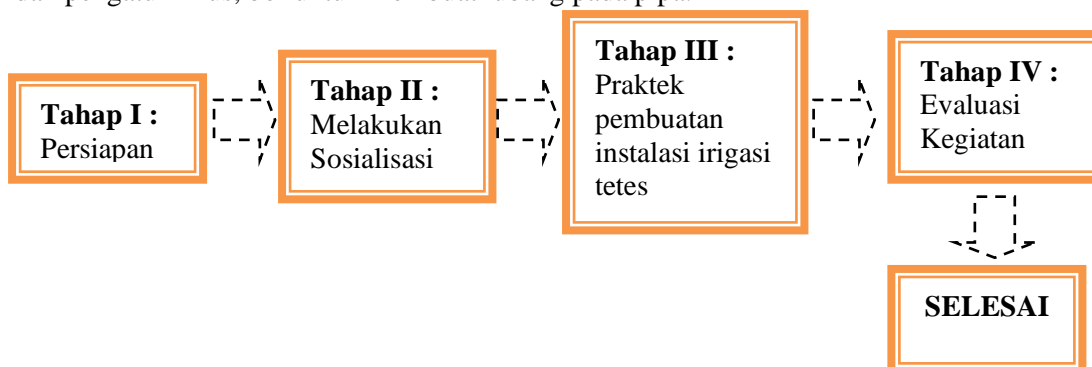 Tahap I :
Persiapan
Tahap II :
Melakukan
Sosialisasi
Tahap III :
Praktek
pembuatan
instalasi irigasi
tetes
Tahap IV :
Evaluasi
Kegiatan
SELESAI